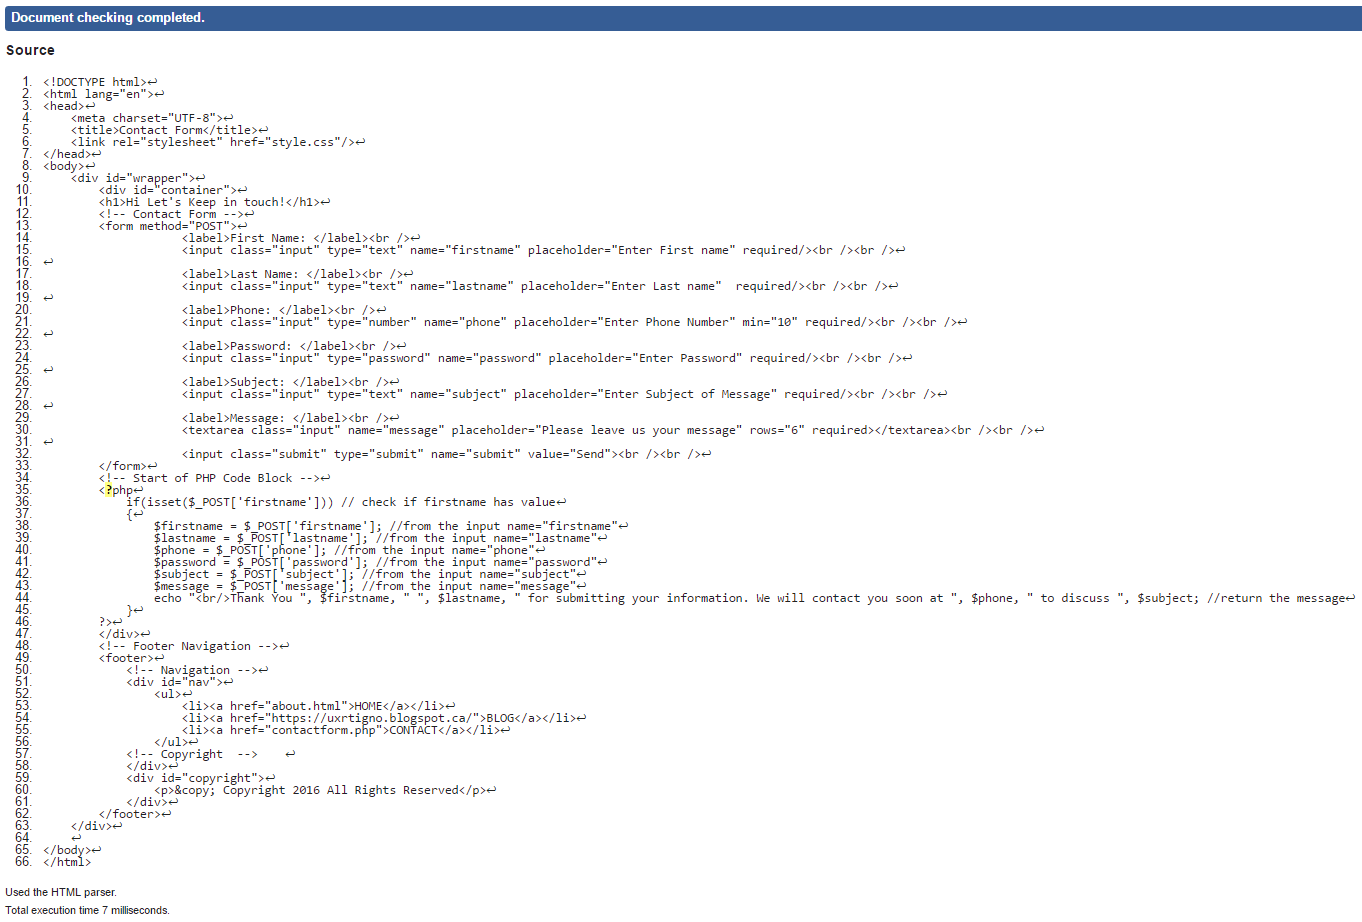 Document checking completed.
Source
1. <!DOCTYPE html>↩
2. <html lang="en">↩
3. <head>↩
4.     <meta charset="UTF-8">↩
5.     <title>Contact Form</title>↩
6.     <link rel="stylesheet" href="style.css"/>↩
7. </head>↩
8. <body>↩
9.     <div id="wrapper">↩
10.         <div id="container">↩
11.         <h1>Hi Let's Keep in touch!</h1>↩
12.         <!-- Contact Form -->↩
13.         <form method="POST">↩
14.                     <label>First Name: </label><br />↩
15.                     <input class="input" type="text" name="firstname" placeholder="Enter First name" required/><br /><br />↩
16. ↩
17.                     <label>Last Name: </label><br />↩
18.                     <input class="input" type="text" name="lastname" placeholder="Enter Last name"  required/><br /><br />↩
19. ↩
20.                     <label>Phone: </label><br />↩
21.                     <input class="input" type="number" name="phone" placeholder="Enter Phone Number" min="10" required/><br /><br />↩
22. ↩
23.                     <label>Password: </label><br />↩
24.                     <input class="input" type="password" name="password" placeholder="Enter Password" required/><br /><br />↩
25. ↩
26.                     <label>Subject: </label><br />↩
27.                     <input class="input" type="text" name="subject" placeholder="Enter Subject of Message" required/><br /><br />↩
28. ↩
29.                     <label>Message: </label><br />↩
30.                     <textarea class="input" name="message" placeholder="Please leave us your message" rows="6" required></textarea><br /><br />↩
31. ↩
32.                     <input class="submit" type="submit" name="submit" value="Send"><br /><br />↩
33.         </form>↩
34.         <!-- Start of PHP Code Block -->↩
35.         <?php↩
36.             if(isset($_POST['firstname'])) // check if firstname has value↩
37.             {↩
38.                 $firstname = $_POST['firstname']; //from the input name="firstname"↩
39.                 $lastname = $_POST['lastname']; //from the input name="lastname"↩
40.                 $phone = $_POST['phone']; //from the input name="phone"↩
41.                 $password = $_POST['password']; //from the input name="password"↩
42.                 $subject = $_POST['subject']; //from the input name="subject"↩
43.                 $message = $_POST['message']; //from the input name="message"↩
44.                 echo "<br/>Thank You ", $firstname, " ", $lastname, " for submitting your information. We will contact you soon at ", $phone, " to discuss ", $subject; //return the message↩
45.             }↩
46.         ?>↩
47.         </div>↩
48.         <!-- Footer Navigation -->↩
49.         <footer>↩
50.             <!-- Navigation -->↩
51.             <div id="nav">↩
52.                 <ul>↩
53.                     <li><a href="about.html">HOME</a></li>↩
54.                     <li><a href="https://uxrtigno.blogspot.ca/">BLOG</a></li>↩
55.                     <li><a href="contactform.php">CONTACT</a></li>↩
56.                 </ul>↩
57.             <!-- Copyright  -->    ↩
58.             </div>↩
59.             <div id="copyright">↩
60.                 <p>&copy; Copyright 2016 All Rights Reserved</p>↩
61.             </div>↩
62.         </footer>↩
63.     </div>↩
64.     ↩
65. </body>↩
66. </html>
Used the HTML parser.
Total execution time 7 milliseconds.